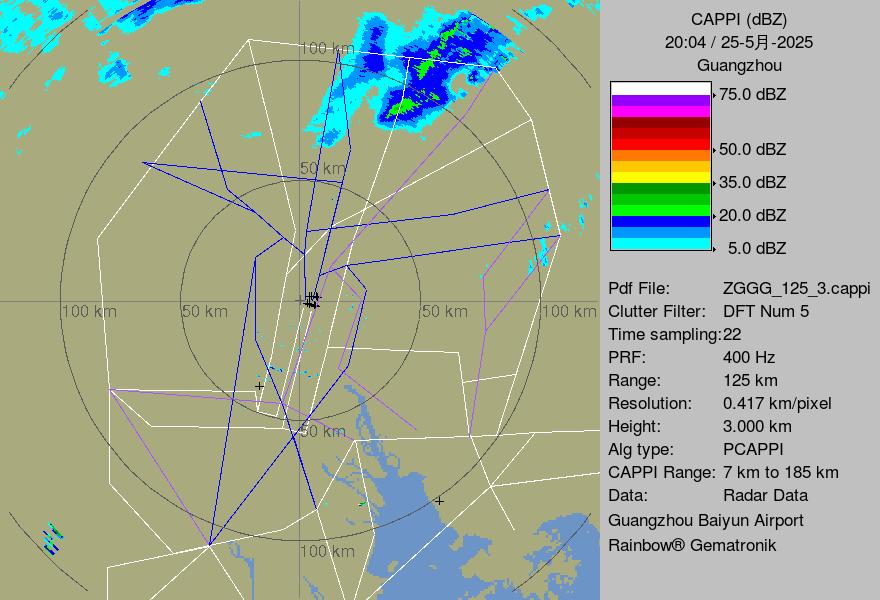 CAPPI (dBZ)
20:04 / 25-5月-2025
Guangzhou
75.0 dBZ
50.0 dBZ
35.0 dBZ
20.0 dBZ
5.0 dBZ
Pdf File: ZGGG_125_3.cappi
Clutter Filter: DFT Num 5
Time sampling:22
PRF: 400 Hz
Range: 125 km
Resolution: 0.417 km/pixel
Height: 3.000 km
Alg type: PCAPPI
CAPPI Range: 7 km to 185 km
Data: Radar Data
Guangzhou Baiyun Airport
Rainbow® Gematronik
100 km
50 km
100 km
50 km
50 km
100 km
50 km
100 km